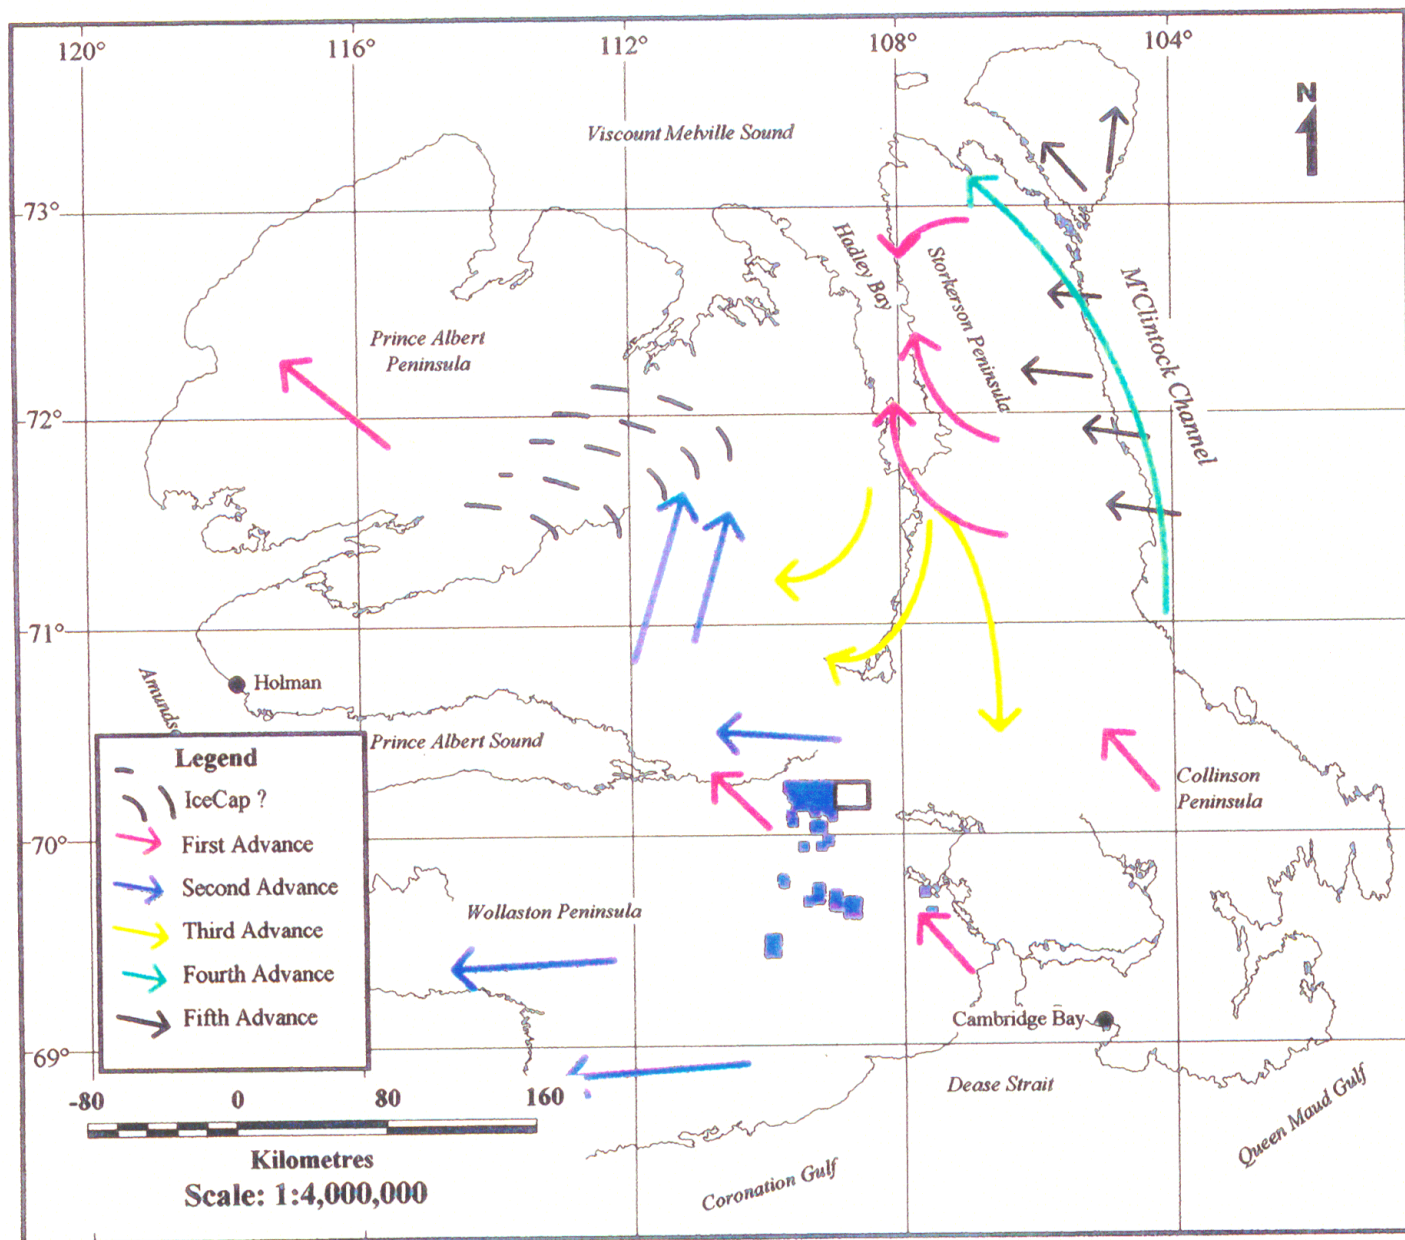 120°
116°
112°
108°
104°
N
Viscount Melville Sound
73°
Hadley Bay
Storkerson Peninsula
M'Clintock Channel
Prince Albert
Peninsula
72°
71°
Holman
Amunds
Prince Albert Sound
Collinson
Peninsula
Legend
IceCap ?
First Advance
Second Advance
Third Advance
Fourth Advance
Fifth Advance
70°
Wollaston Peninsula
Cambridge Bay
69°
Dease Strait
Queen Maud Gulf
Coronation Gulf
-80 0 80 160
Kilometres
Scale: 1:4,000,000